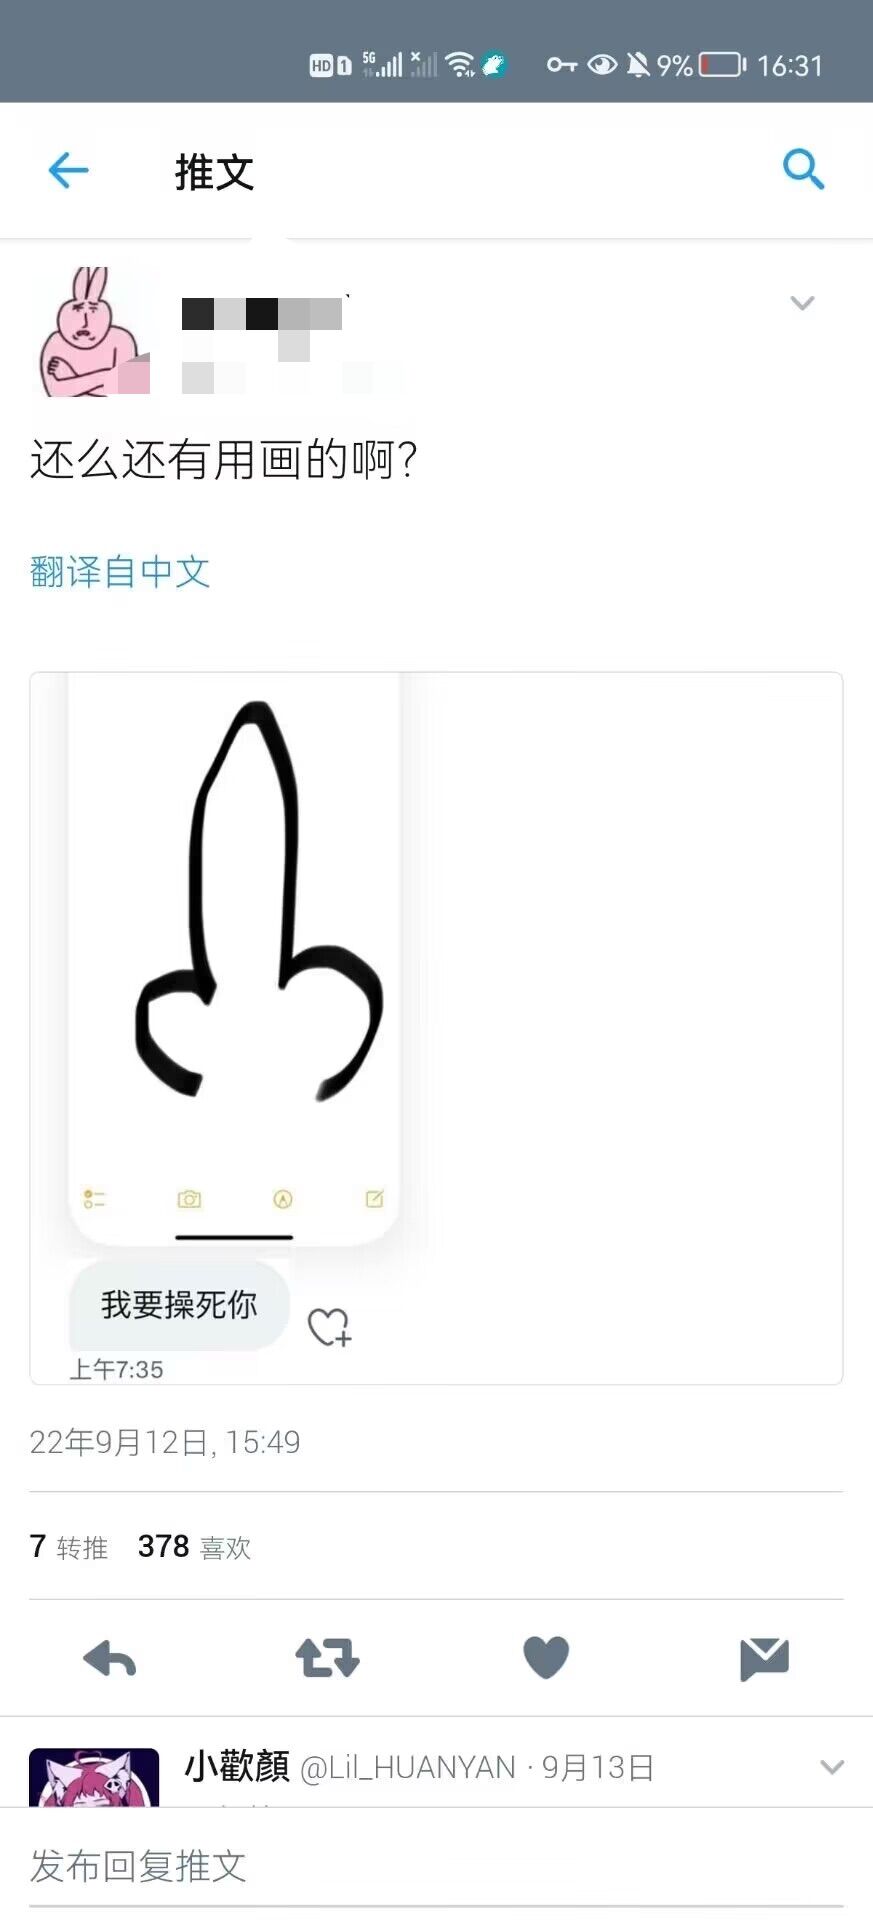 HD 1 5G 9% 16:31
推文
还么还有用画的啊？
翻译自中文
我要操死你
上午7:35
22年9月12日, 15:49
7 转推 378 喜欢
小歡顏 @Lil_HUANYAN · 9月13日
发布回复推文